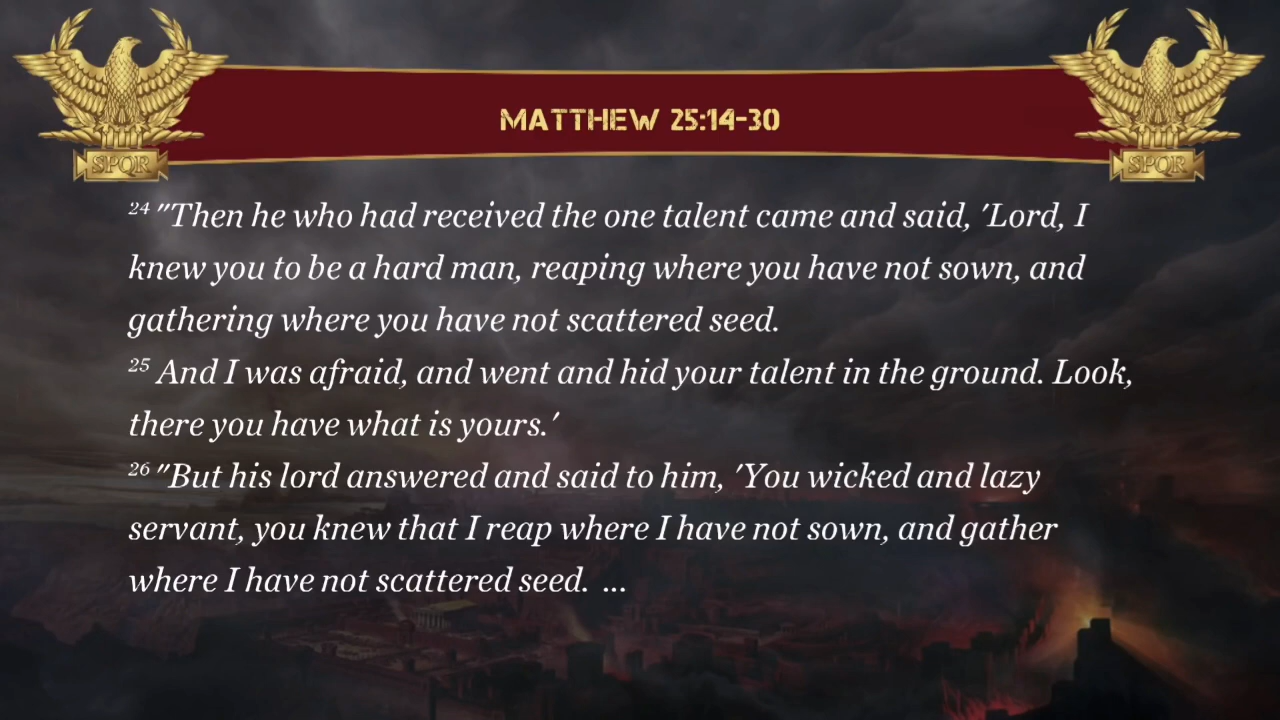 MATTHEW 25:14-30
SPQR
SPQR
24 "Then he who had received the one talent came and said, 'Lord, I
knew you to be a hard man, reaping where you have not sown, and
gathering where you have not scattered seed.
25 And I was afraid, and went and hid your talent in the ground. Look,
there you have what is yours.'
26 "But his lord answered and said to him, 'You wicked and lazy
servant, you knew that I reap where I have not sown, and gather
where I have not scattered seed. ...